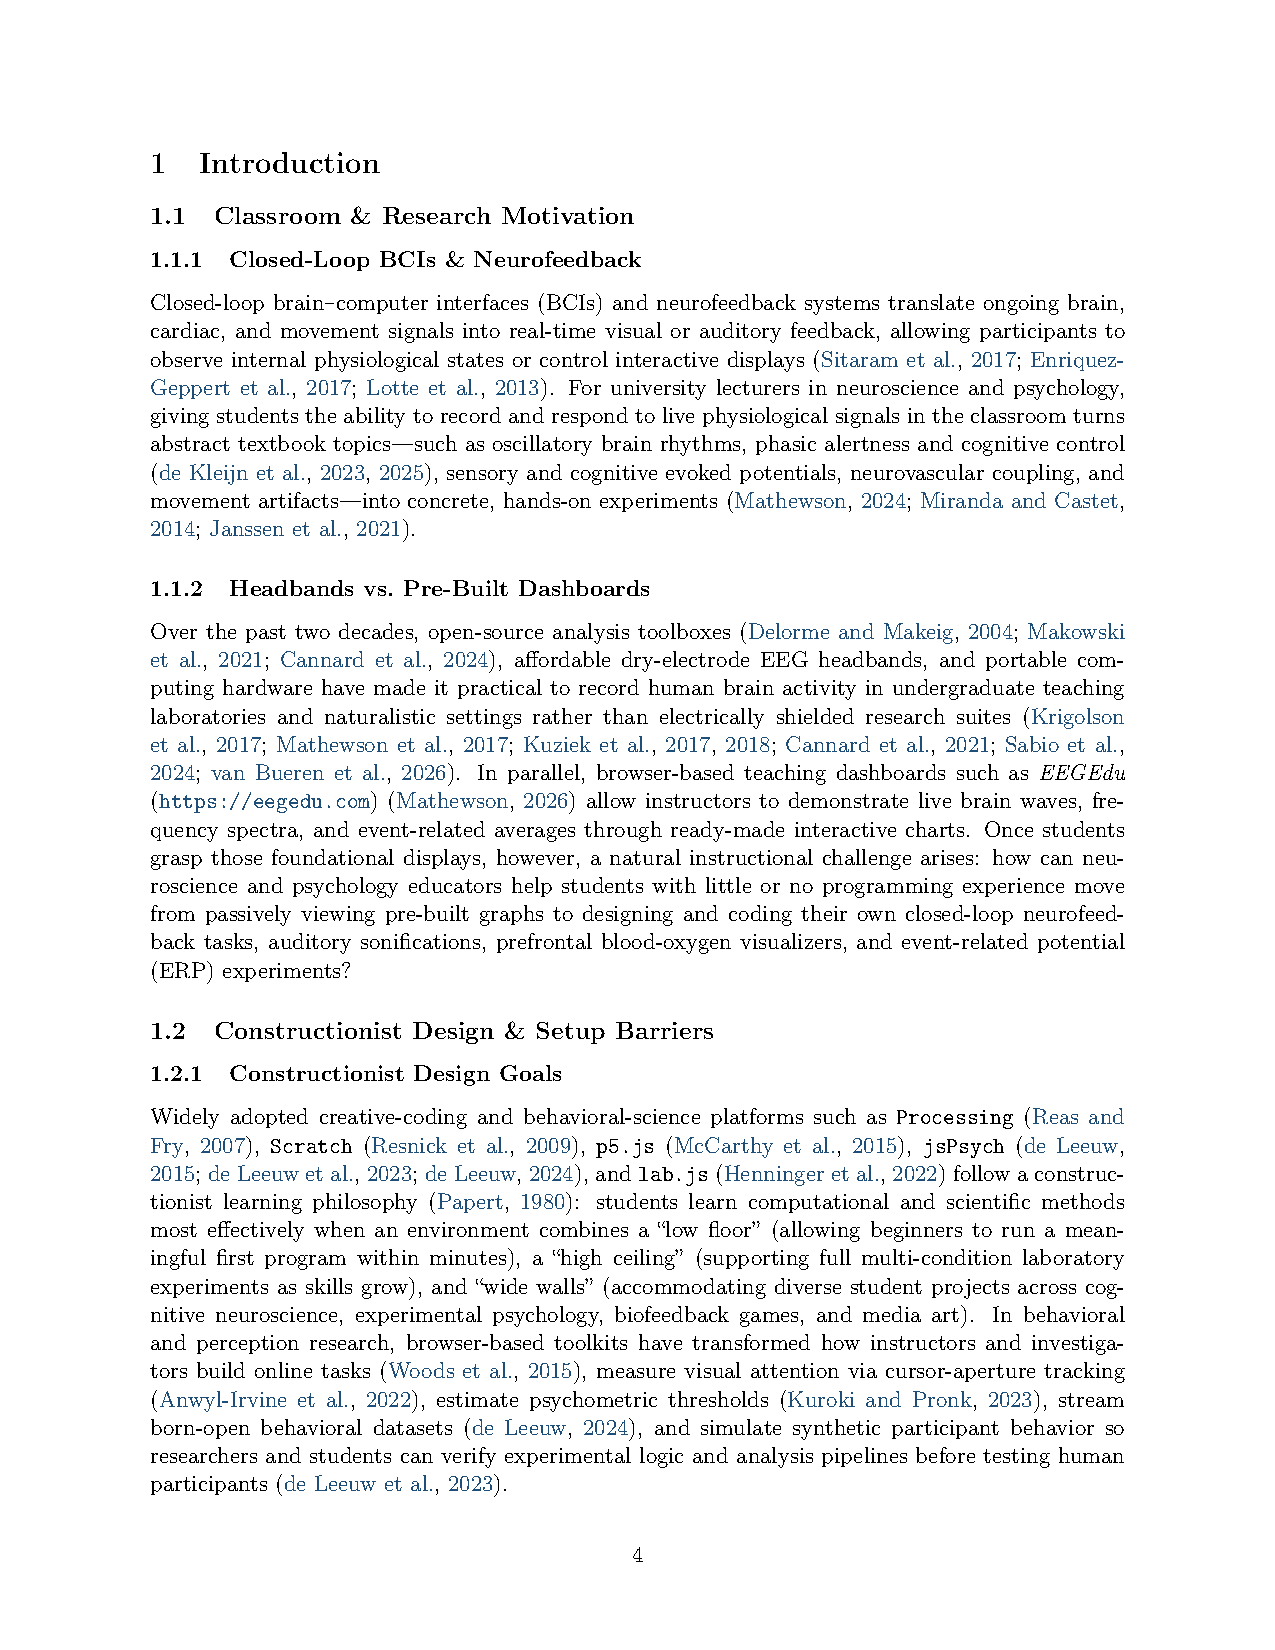 1 Introduction
1.1 Classroom & Research Motivation
1.1.1 Closed-Loop BCIs & Neurofeedback
Closed-loop brain–computer interfaces (BCIs) and neurofeedback systems translate ongoing brain,
cardiac, and movement signals into real-time visual or auditory feedback, allowing participants to
observe internal physiological states or control interactive displays (Sitaram et al., 2017; Enriquez-
Geppert et al., 2017; Lotte et al., 2013). For university lecturers in neuroscience and psychology,
giving students the ability to record and respond to live physiological signals in the classroom turns
abstract textbook topics—such as oscillatory brain rhythms, phasic alertness and cognitive control
(de Kleijn et al., 2023, 2025), sensory and cognitive evoked potentials, neurovascular coupling, and
movement artifacts—into concrete, hands-on experiments (Mathewson, 2024; Miranda and Castet,
2014; Janssen et al., 2021).
1.1.2 Headbands vs. Pre-Built Dashboards
Over the past two decades, open-source analysis toolboxes (Delorme and Makeig, 2004; Makowski
et al., 2021; Cannard et al., 2024), affordable dry-electrode EEG headbands, and portable com-
puting hardware have made it practical to record human brain activity in undergraduate teaching
laboratories and naturalistic settings rather than electrically shielded research suites (Krigolson
et al., 2017; Mathewson et al., 2017; Kuziek et al., 2017, 2018; Cannard et al., 2021; Sabio et al.,
2024; van Bueren et al., 2026). In parallel, browser-based teaching dashboards such as EEGEdu
(https://eegedu.com) (Mathewson, 2026) allow instructors to demonstrate live brain waves, fre-
quency spectra, and event-related averages through ready-made interactive charts. Once students
grasp those foundational displays, however, a natural instructional challenge arises: how can neu-
roscience and psychology educators help students with little or no programming experience move
from passively viewing pre-built graphs to designing and coding their own closed-loop neurofeed-
back tasks, auditory sonifications, prefrontal blood-oxygen visualizers, and event-related potential
(ERP) experiments?
1.2 Constructionist Design & Setup Barriers
1.2.1 Constructionist Design Goals
Widely adopted creative-coding and behavioral-science platforms such as Processing (Reas and
Fry, 2007), Scratch (Resnick et al., 2009), p5.js (McCarthy et al., 2015), jsPsych (de Leeuw,
2015; de Leeuw et al., 2023; de Leeuw, 2024), and lab.js (Henninger et al., 2022) follow a construc-
tionist learning philosophy (Papert, 1980): students learn computational and scientific methods
most effectively when an environment combines a “low floor” (allowing beginners to run a mean-
ingful first program within minutes), a “high ceiling” (supporting full multi-condition laboratory
experiments as skills grow), and “wide walls” (accommodating diverse student projects across cog-
nitive neuroscience, experimental psychology, biofeedback games, and media art). In behavioral
and perception research, browser-based toolkits have transformed how instructors and investiga-
tors build online tasks (Woods et al., 2015), measure visual attention via cursor-aperture tracking
(Anwyl-Irvine et al., 2022), estimate psychometric thresholds (Kuroki and Pronk, 2023), stream
born-open behavioral datasets (de Leeuw, 2024), and simulate synthetic participant behavior so
researchers and students can verify experimental logic and analysis pipelines before testing human
participants (de Leeuw et al., 2023).
4